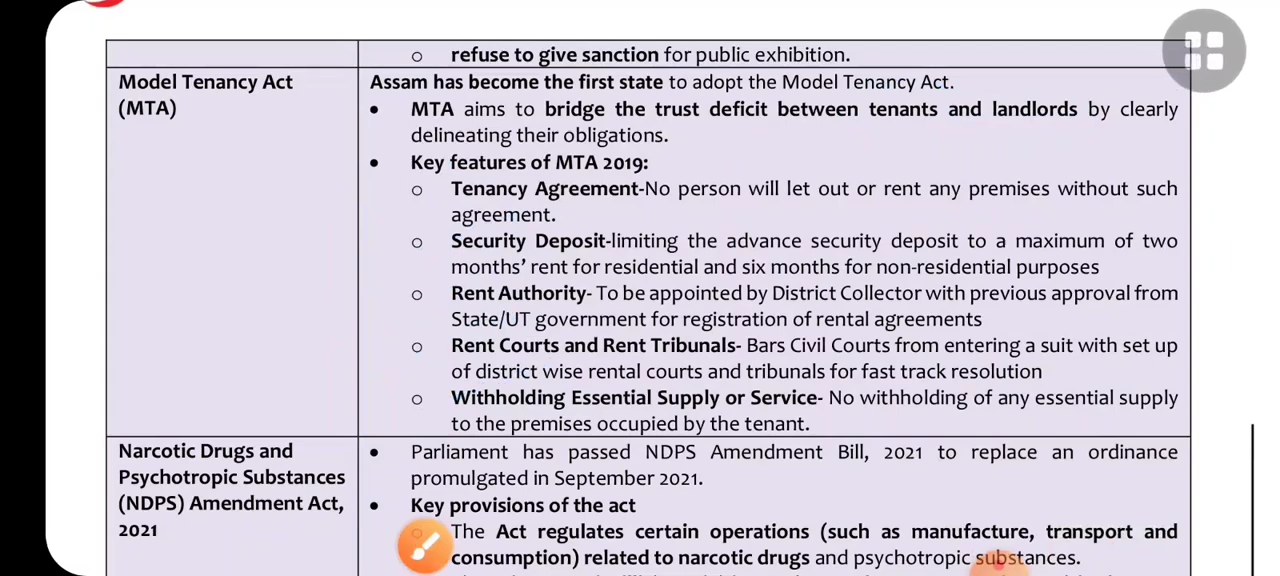 o refuse to give sanction for public exhibition.
Model Tenancy Act
(MTA)
Assam has become the first state to adopt the Model Tenancy Act.
• MTA aims to bridge the trust deficit between tenants and landlords by clearly
delineating their obligations.
• Key features of MTA 2019:
o Tenancy Agreement-No person will let out or rent any premises without such
agreement.
o Security Deposit-limiting the advance security deposit to a maximum of two
months’ rent for residential and six months for non-residential purposes
o Rent Authority- To be appointed by District Collector with previous approval from
State/UT government for registration of rental agreements
o Rent Courts and Rent Tribunals- Bars Civil Courts from entering a suit with set up
of district wise rental courts and tribunals for fast track resolution
o Withholding Essential Supply or Service- No withholding of any essential supply
to the premises occupied by the tenant.
Narcotic Drugs and
Psychotropic Substances
(NDPS) Amendment Act,
2021
• Parliament has passed NDPS Amendment Bill, 2021 to replace an ordinance
promulgated in September 2021.
• Key provisions of the act
o The Act regulates certain operations (such as manufacture, transport and
consumption) related to narcotic drugs and psychotropic substances.